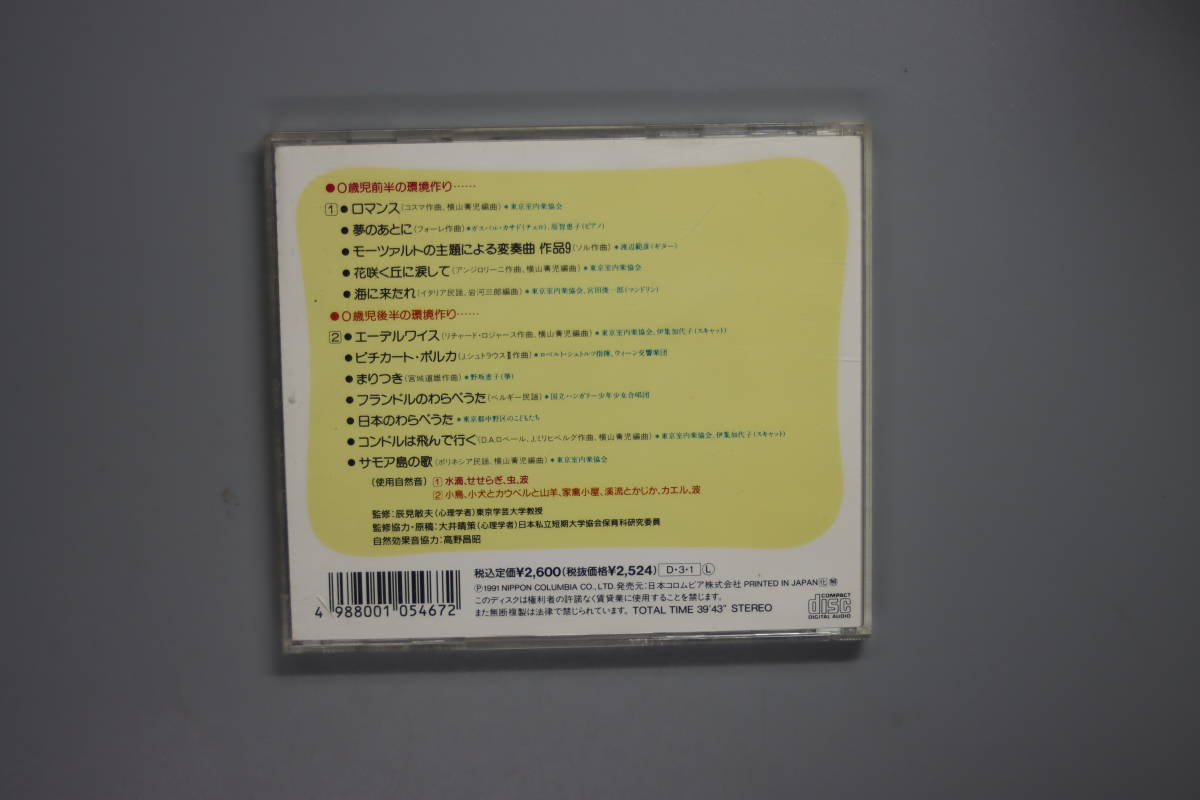 ●0歳児前半の環境作り……
1 ●ロマンス(コスマ作曲、横山菁児編曲)＊東京室内楽協会
●夢のあとに(フォーレ作曲)＊ガスパル・カサド(チェロ)、原智恵子(ピアノ)
●モーツァルトの主題による変奏曲 作品9(ソル作曲)＊渡辺範彦(ギター)
●花咲く丘に涙して(アンジロリーニ作曲、横山菁児編曲)＊東京室内楽協会
●海に来たれ(イタリア民謡、岩河三郎編曲)＊東京室内楽協会、宮田俊一郎(マンドリン)
●0歳児後半の環境作り……
2 ●エーデルワイス(リチャード・ロジャース作曲、横山菁児編曲)＊東京室内楽協会、伊集加代子(スキャット)
●ピチカート・ポルカ(J.シュトラウスⅡ作曲)＊ロベルト・シュトルツ指揮、ウィーン交響楽団
●まりつき(宮城道雄作曲)＊野坂恵子(箏)
●フランドルのわらべうた(ベルギー民謡)＊国立ハンガリー少年少女合唱団
●日本のわらべうた＊東京都中野区のこどもたち
●コンドルは飛んで行く(D.A.ロベール、J.ミリヒベルグ作曲、横山菁児編曲)＊東京室内楽協会、伊集加代子(スキャット)
●サモア島の歌(ポリネシア民謡、横山菁児編曲)＊東京室内楽協会
(使用自然音) 1 水滴、せせらぎ、虫、波
2 小鳥、小犬とカウベルと山羊、家禽小屋、渓流とかじか、カエル、波
監修：辰見敏夫(心理学者)東京学芸大学教授
監修協力・原稿：大井晴策(心理学者)日本私立短期大学協会保育科研究委員
自然効果音協力：高野昌昭
税込定価¥2,600(税抜価格¥2,524) D・3・1 Ⓛ
Ⓟ1991 NIPPON COLUMBIA CO., LTD. 発売元：日本コロムビア株式会社 PRINTED IN JAPAN
このディスクは権利者の許諾なく賃貸業に使用することを禁じます。
また無断複製は法律で禁じられています。 TOTAL TIME 39'43" STEREO
4 988001 054672
COMPACT
disc
DIGITAL AUDIO